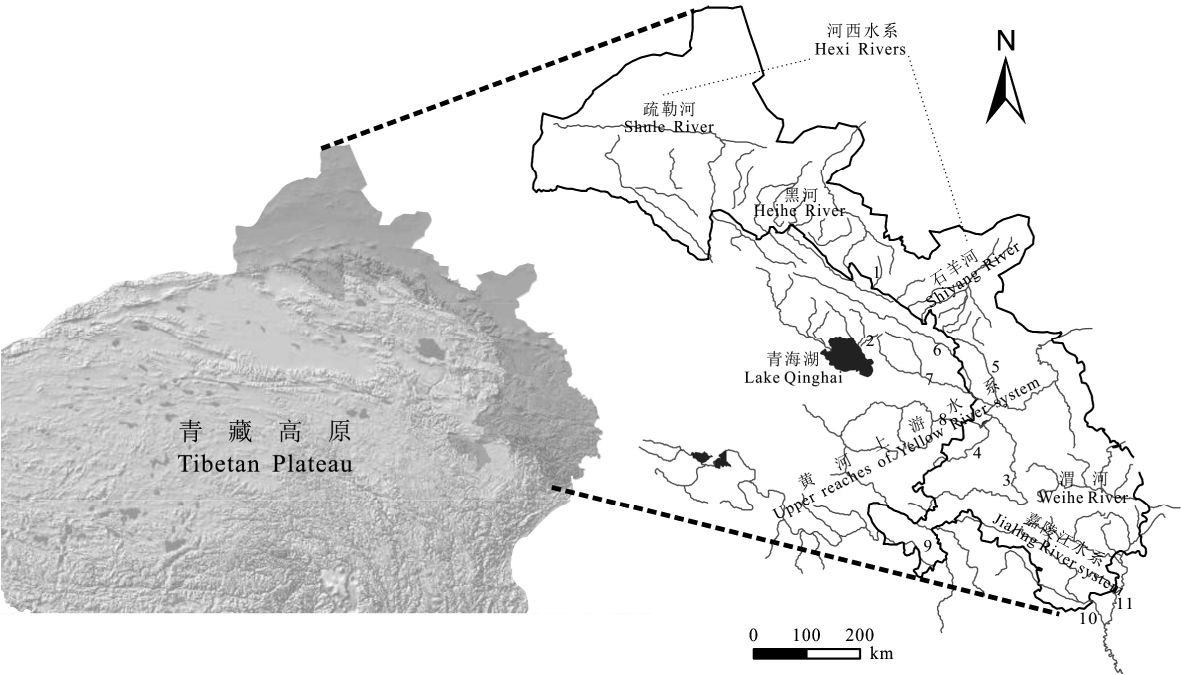 河西水系
Hexi Rivers
N
疏勒河
Shule River
黑河
Heihe River
石羊河
Shiyang River
1
2
6
5
7
青海湖
Lake Qinghai
8
黄河上游水系
Upper reaches of Yellow River system
青藏高原
Tibetan Plateau
4
3
渭河
Weihe River
嘉陵江水系
Jialing River system
9
10
11
0 100 200
km